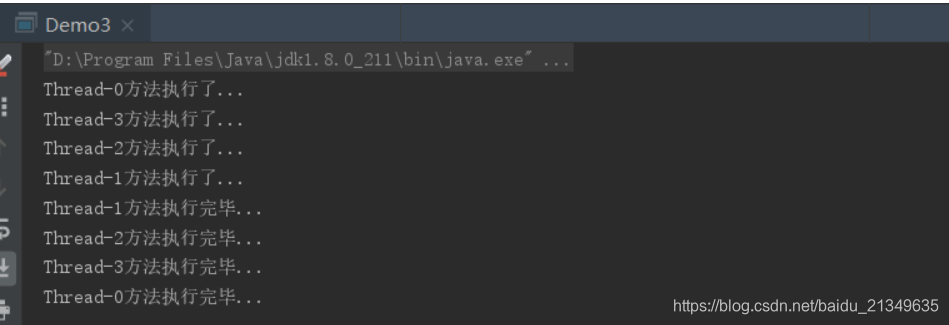 Demo3 ×
"D:\Program Files\Java\jdk1.8.0_211\bin\java.exe" ...
Thread-0方法执行了...
Thread-3方法执行了...
Thread-2方法执行了...
Thread-1方法执行了...
Thread-1方法执行完毕...
Thread-2方法执行完毕...
Thread-3方法执行完毕...
Thread-0方法执行完毕...
https://blog.csdn.net/baidu_21349635